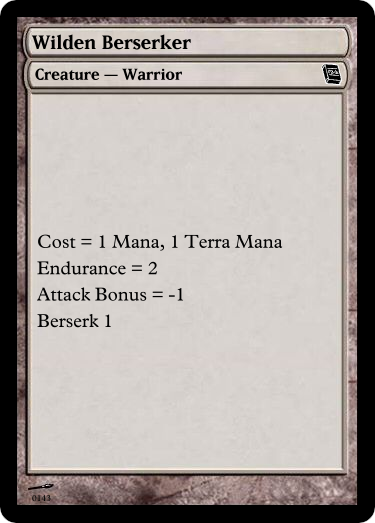 Wilden Berserker
Creature — Warrior
Cost = 1 Mana, 1 Terra Mana
Endurance = 2
Attack Bonus = -1
Berserk 1
0143